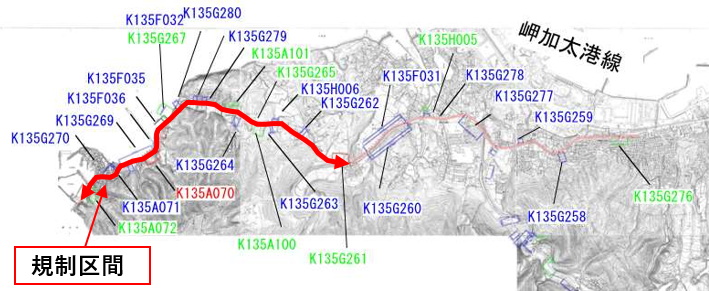 K135F032
K135G280
K135G267
K135G279
K135A101
K135H005
岬加太港線
K135G265
K135F035
K135H006
K135F031
K135G278
K135F036
K135G262
K135G277
K135G269
K135G259
K135G270
K135G264
K135A070
K135G276
K135A071
K135G263
K135G260
K135G258
K135A072
K135A100
K135G261
規制区間